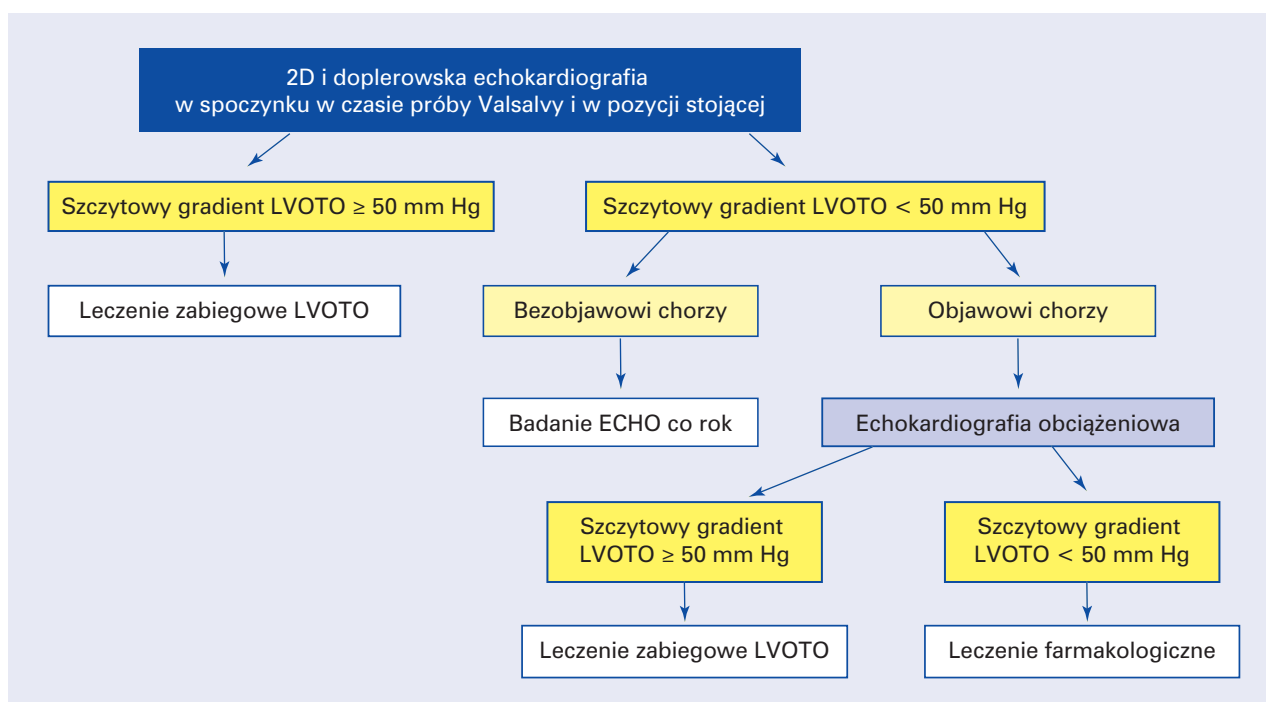 2D i doplerowska echokardiografia
w spoczynku w czasie próby Valsalvy i w pozycji stojącej
Szczytowy gradient LVOTO ≥ 50 mm Hg
Szczytowy gradient LVOTO < 50 mm Hg
Leczenie zabiegowe LVOTO
Bezobjawowi chorzy
Objawowi chorzy
Badanie ECHO co rok
Echokardiografia obciążeniowa
Szczytowy gradient
LVOTO ≥ 50 mm Hg
Szczytowy gradient
LVOTO < 50 mm Hg
Leczenie zabiegowe LVOTO
Leczenie farmakologiczne